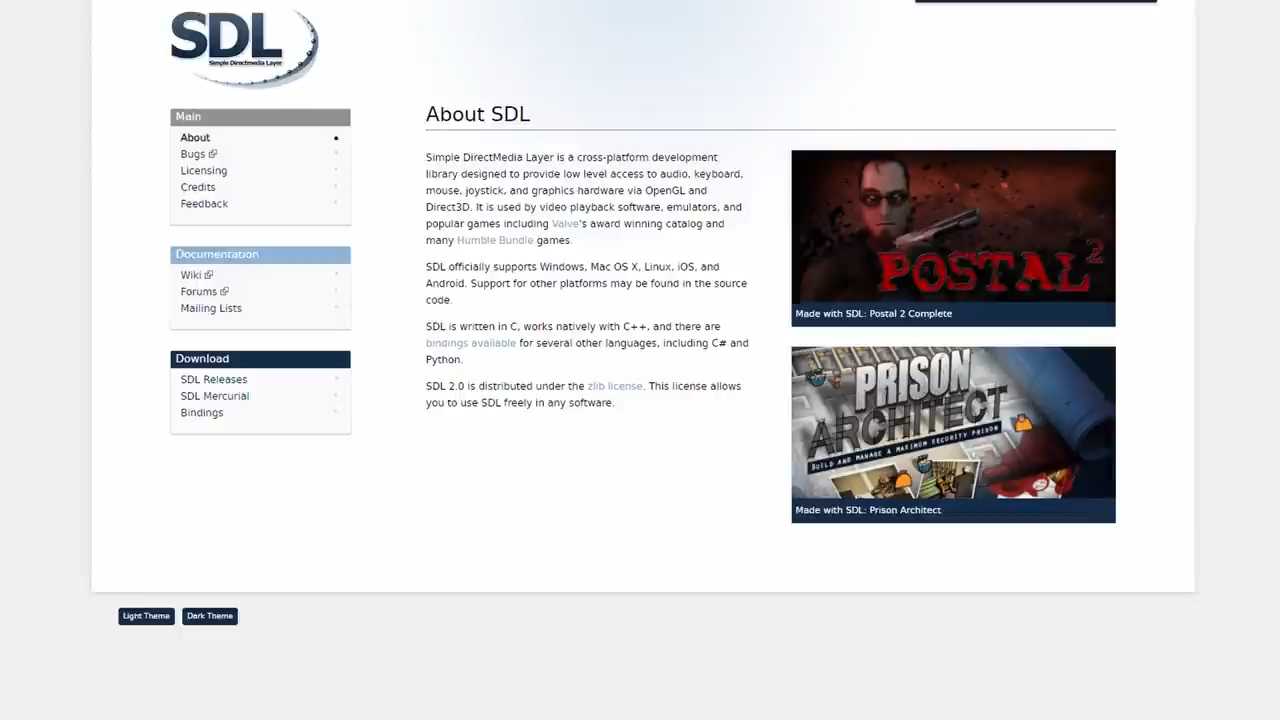 SDL
Simple Directmedia Layer
Main
About
Bugs
Licensing
Credits
Feedback
Documentation
Wiki
Forums
Mailing Lists
Download
SDL Releases
SDL Mercurial
Bindings
About SDL
Simple DirectMedia Layer is a cross-platform development
library designed to provide low level access to audio, keyboard,
mouse, joystick, and graphics hardware via OpenGL and
Direct3D. It is used by video playback software, emulators, and
popular games including Valve's award winning catalog and
many Humble Bundle games.
SDL officially supports Windows, Mac OS X, Linux, iOS, and
Android. Support for other platforms may be found in the source
code.
SDL is written in C, works natively with C++, and there are
bindings available for several other languages, including C# and
Python.
SDL 2.0 is distributed under the zlib license. This license allows
you to use SDL freely in any software.
POSTAL 2
Made with SDL: Postal 2 Complete
PRISON
ARCHITECT
BUILD AND MANAGE A MAXIMUM SECURITY PRISON
Made with SDL: Prison Architect
Light Theme
Dark Theme